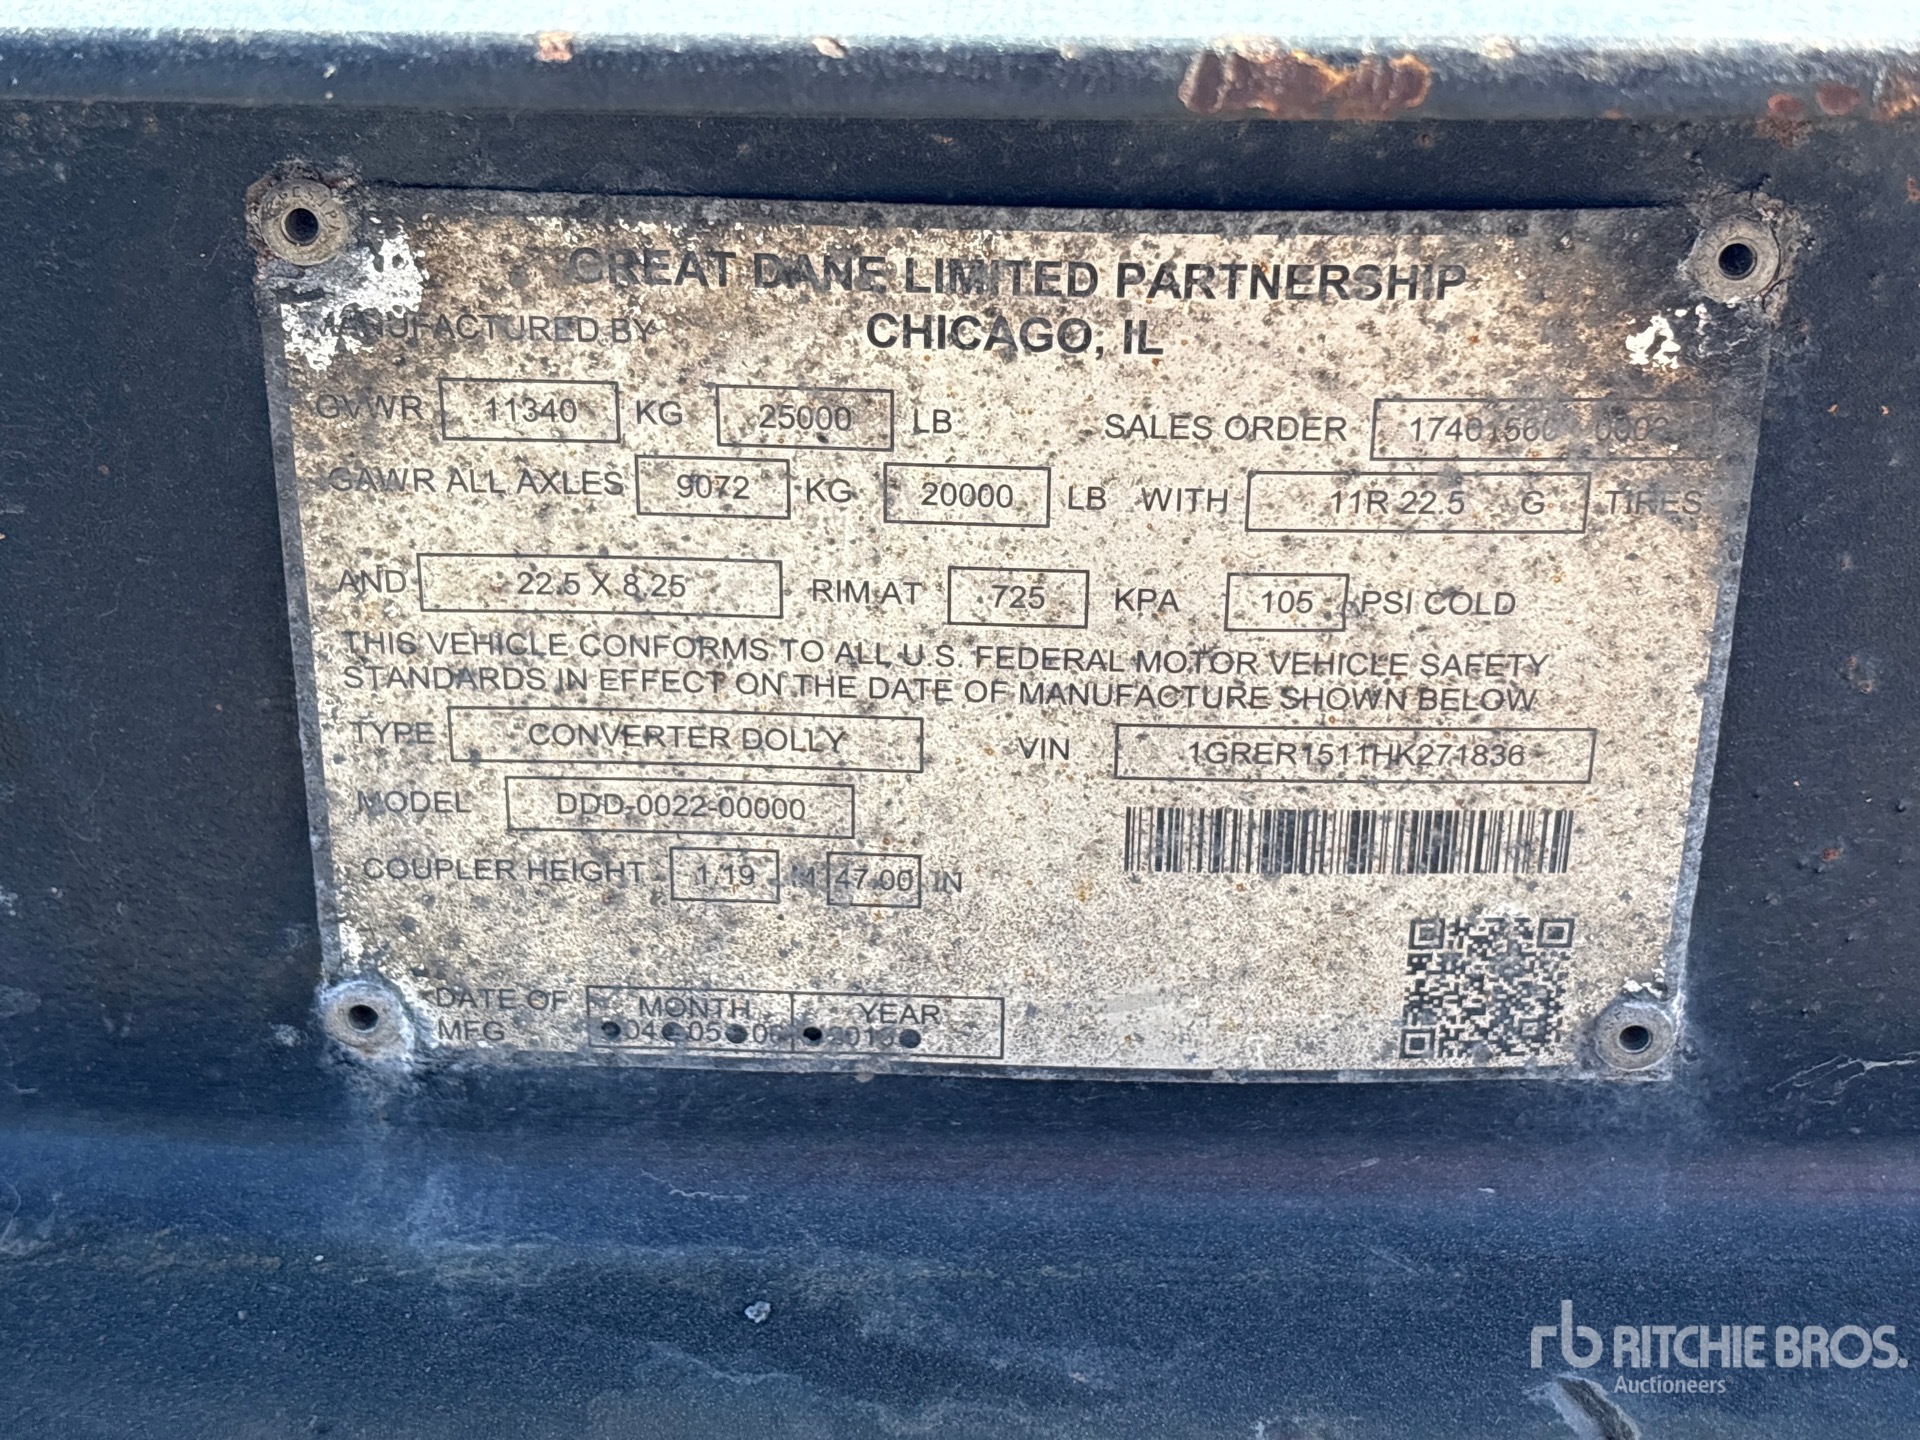 GREAT DANE LIMITED PARTNERSHIP
MANUFACTURED BY CHICAGO, IL
GVWR 11340 KG 25000 LB SALES ORDER
GAWR ALL AXLES 9072 KG 20000 LB WITH 11R 22.5 G TIRES
AND 22.5 X 8.25 RIM AT 725 KPA 105 PSI COLD
THIS VEHICLE CONFORMS TO ALL U.S. FEDERAL MOTOR VEHICLE SAFETY
STANDARDS IN EFFECT ON THE DATE OF MANUFACTURE SHOWN BELOW
TYPE CONVERTER DOLLY VIN 1GRER1511HK271836
MODEL DDD-0022-00000
COUPLER HEIGHT 1.19 M 47.00 IN
DATE OF MONTH YEAR
MFG 04 05 06
rb RITCHIE BROS.
Auctioneers